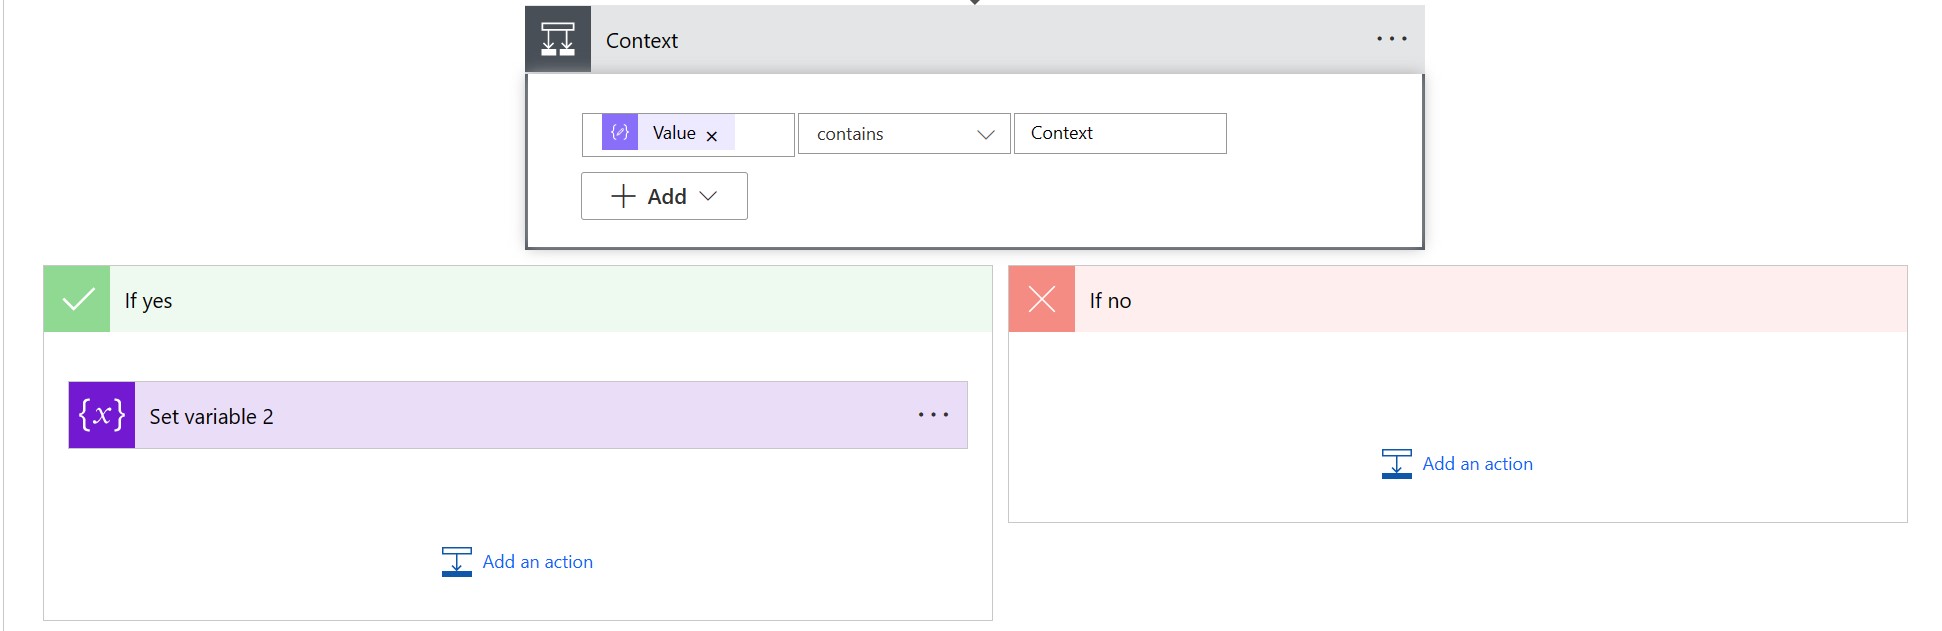 Context
Value
contains
Context
Add
If yes
If no
{x} Set variable 2
Add an action
Add an action